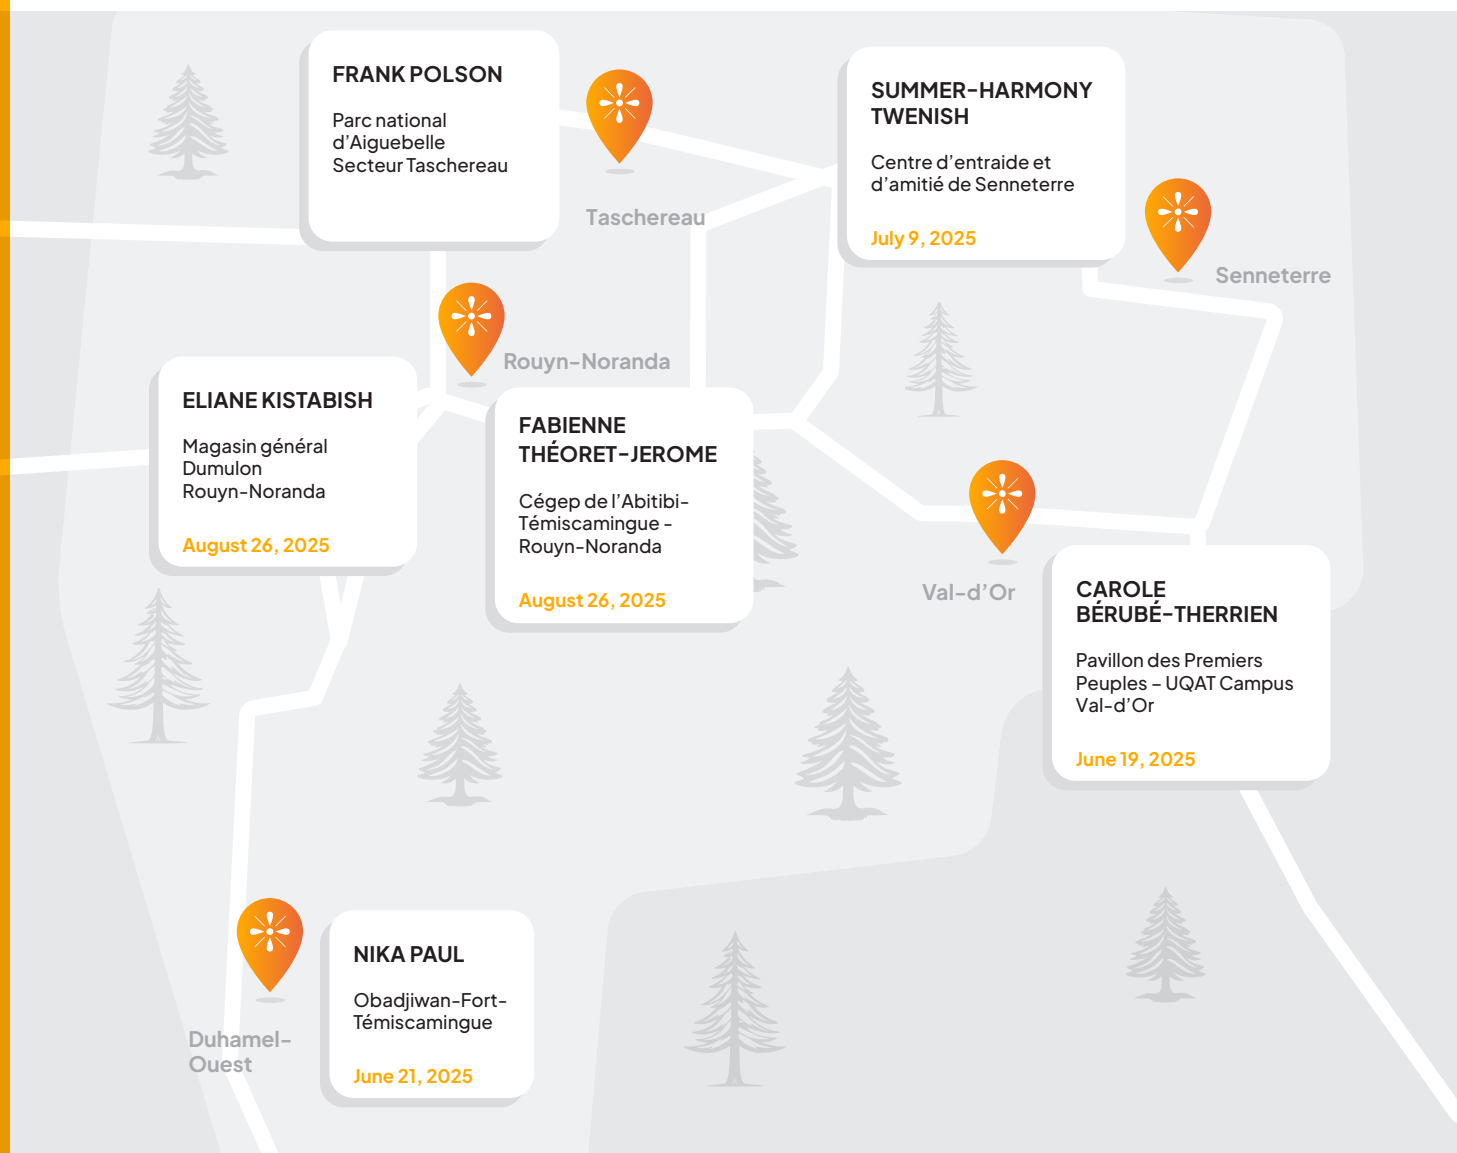 FRANK POLSON
Parc national
d’Aiguebelle
Secteur Taschereau
Taschereau
SUMMER-HARMONY
TWENISH
Centre d’entraide et
d’amitié de Senneterre
July 9, 2025
Senneterre
Rouyn-Noranda
ELIANE KISTABISH
Magasin général
Dumulon
Rouyn-Noranda
August 26, 2025
FABIENNE
THÉORET-JEROME
Cégep de l’Abitibi-
Témiscamingue -
Rouyn-Noranda
August 26, 2025
Val-d’Or
CAROLE
BÉRUBÉ-THERRIEN
Pavillon des Premiers
Peuples – UQAT Campus
Val-d’Or
June 19, 2025
Duhamel-
Ouest
NIKA PAUL
Obadjiwan-Fort-
Témiscamingue
June 21, 2025